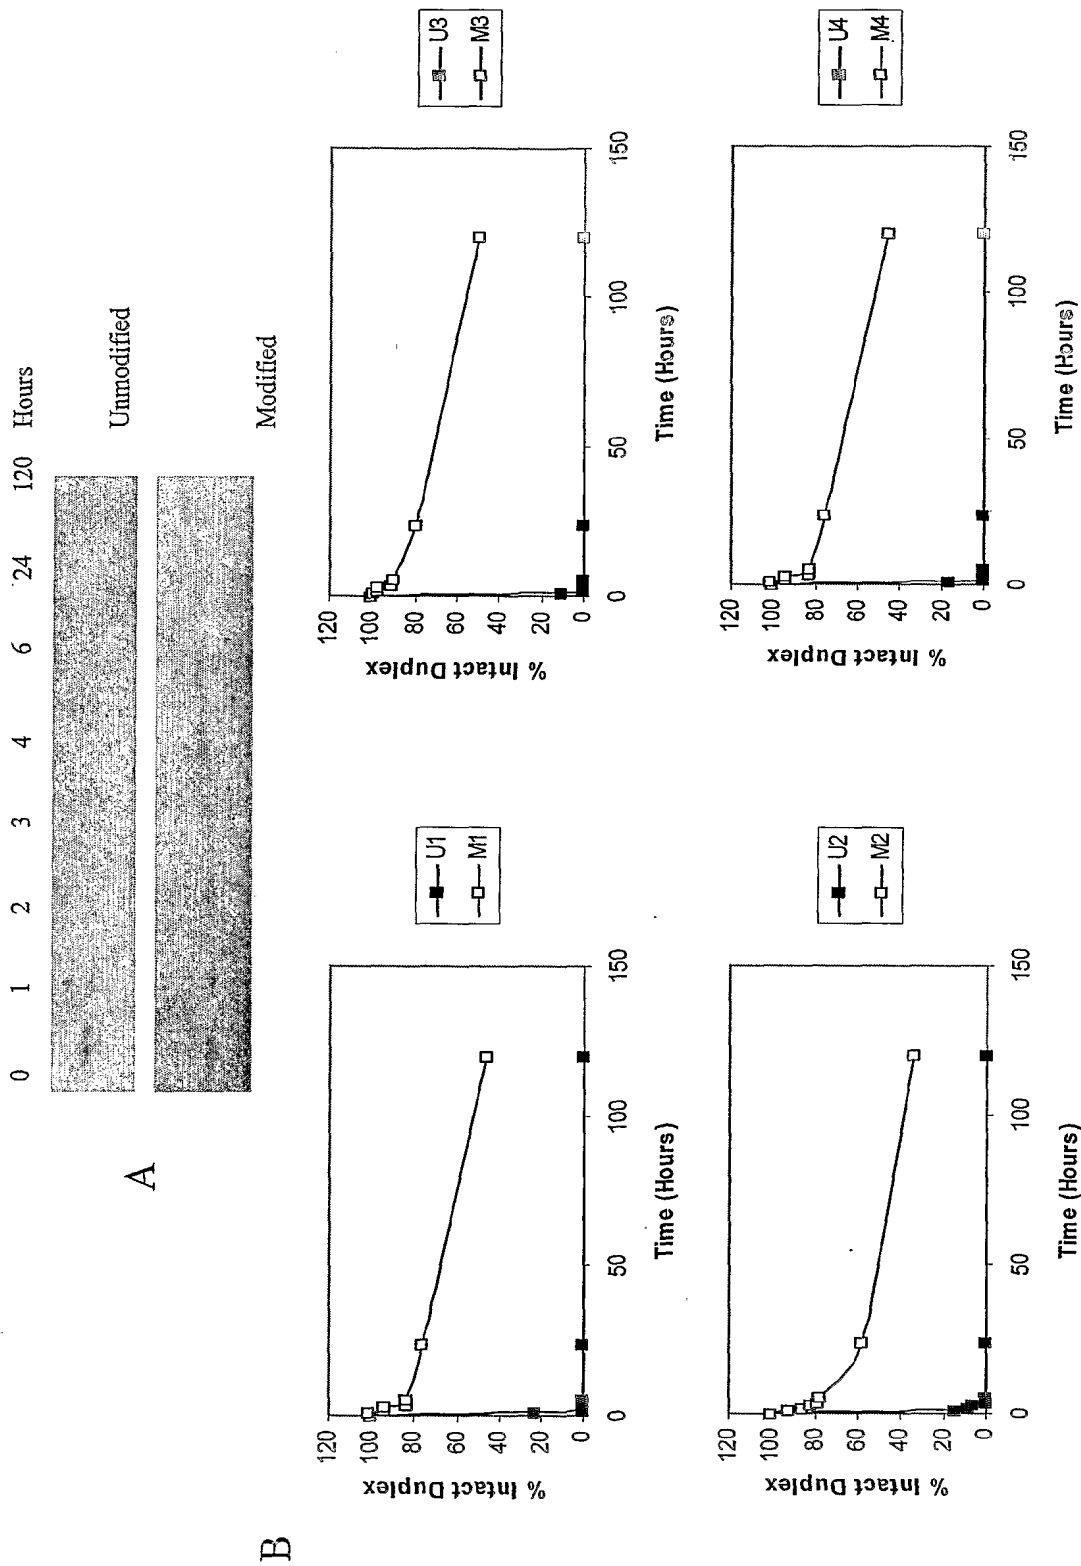 A
0 1 2 3 4 6 24 120 Hours
Unmodified
Modified
B
% Intact Duplex
120
100
80
60
40
20
0
0 50 100 150
Time (Hours)
U1
M1
% Intact Duplex
120
100
80
60
40
20
0
0 50 100 150
Time (Hours)
U3
M3
% Intact Duplex
120
100
80
60
40
20
0
0 50 100 150
Time (Hours)
U2
M2
% Intact Duplex
120
100
80
60
40
20
0
0 50 100 150
Time (Hours)
U4
M4